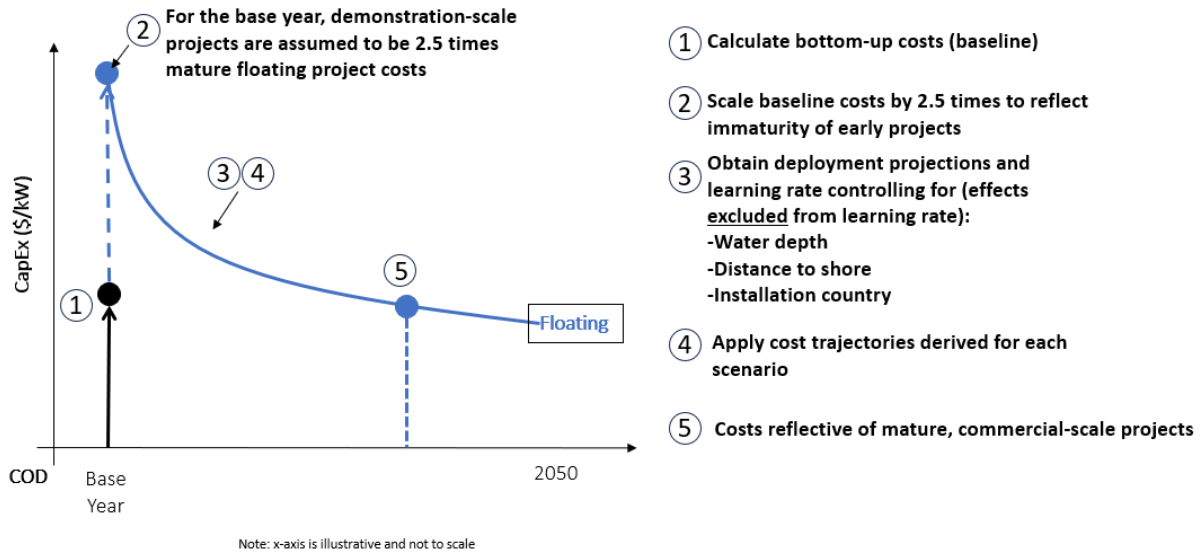 2
For the base year, demonstration-scale
projects are assumed to be 2.5 times
mature floating project costs
CapEx ($/kW)
3 4
5
1
Floating
COD
Base
Year
2050
Note: x-axis is illustrative and not to scale
1 Calculate bottom-up costs (baseline)
2 Scale baseline costs by 2.5 times to reflect
immaturity of early projects
3 Obtain deployment projections and
learning rate controlling for (effects
excluded from learning rate):
-Water depth
-Distance to shore
-Installation country
4 Apply cost trajectories derived for each
scenario
5 Costs reflective of mature, commercial-scale projects